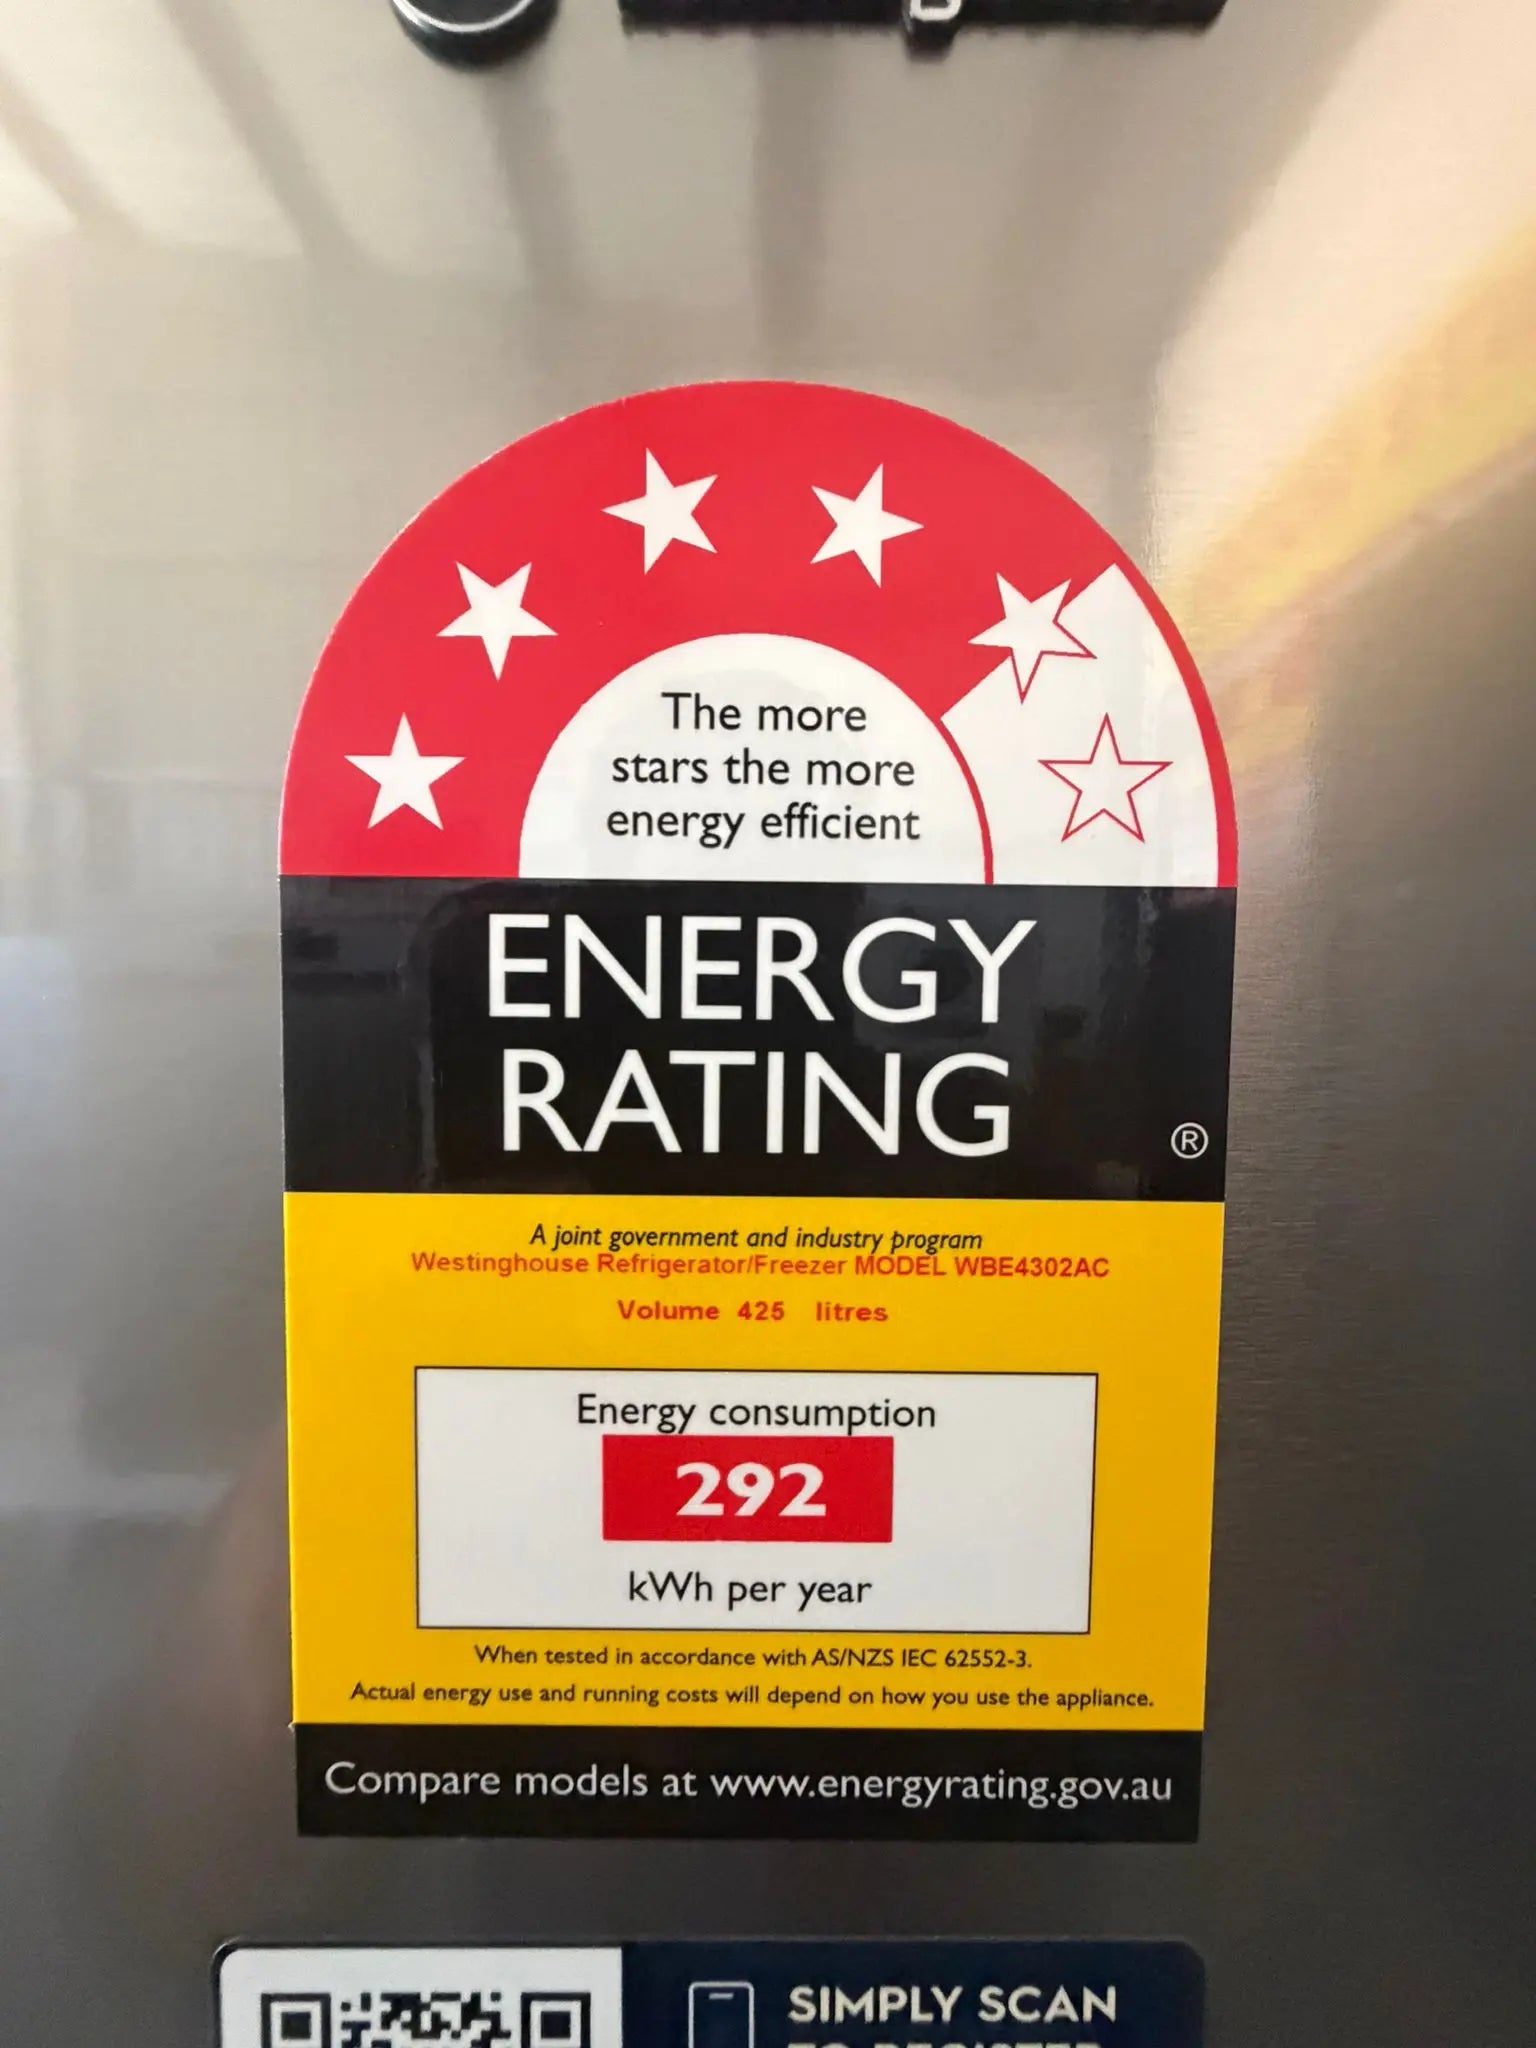 The more
stars the more
energy efficient
ENERGY
RATING
®
A joint government and industry program
Westinghouse Refrigerator/Freezer MODEL WBE4302AC
Volume 425 litres
Energy consumption
292
kWh per year
When tested in accordance with AS/NZS IEC 62552-3.
Actual energy use and running costs will depend on how you use the appliance.
Compare models at www.energyrating.gov.au
SIMPLY SCAN
TO REGISTER